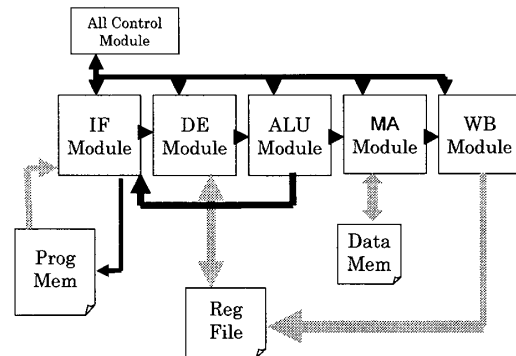 All Control
Module
IF
Module
DE
Module
ALU
Module
MA
Module
WB
Module
Prog
Mem
Data
Mem
Reg
File